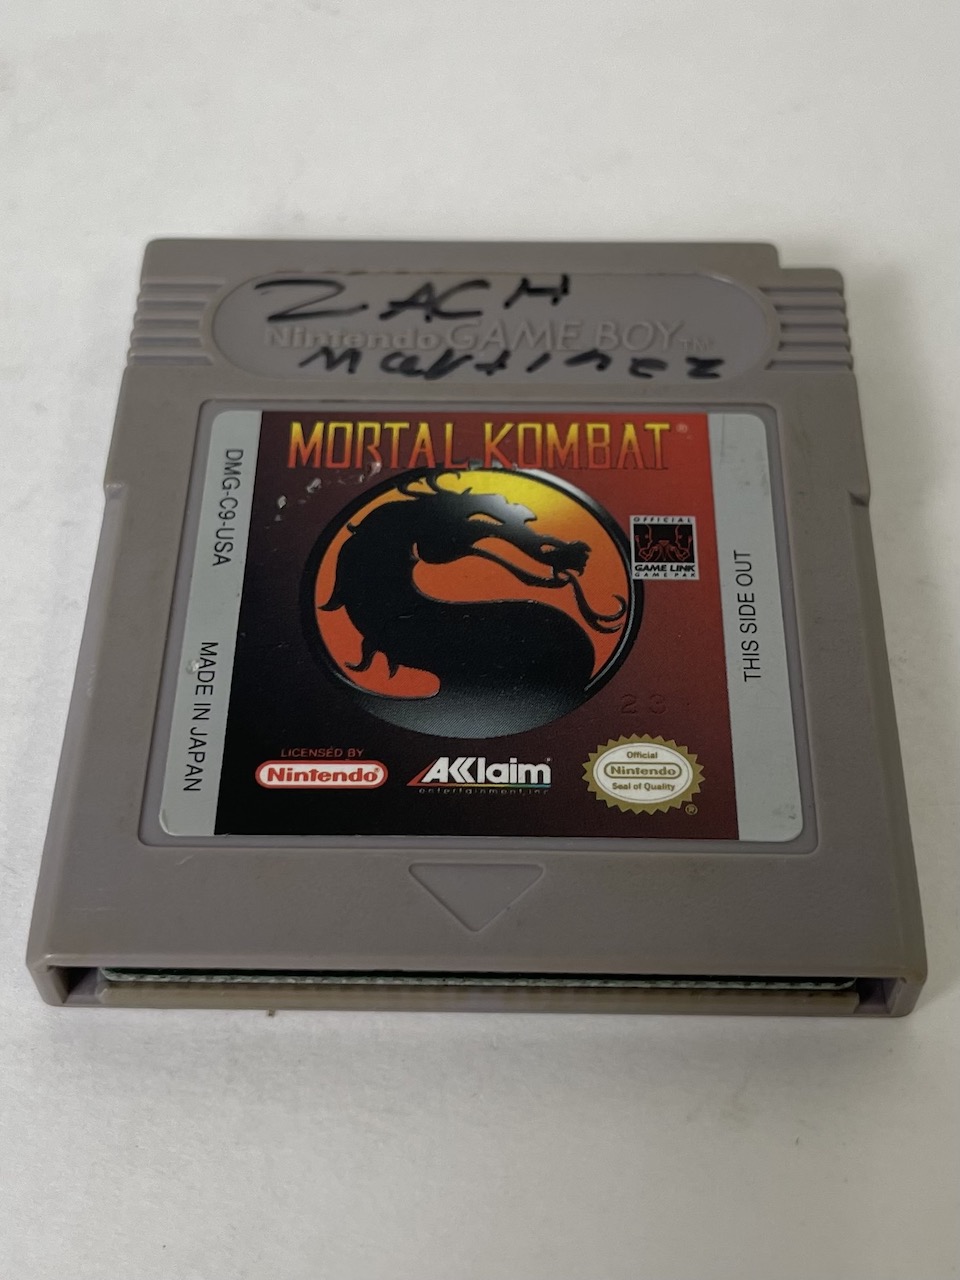 ZACH
Nintendo GAME BOY™
Martinez
MORTAL KOMBAT®
DMG-C9-USA
MADE IN JAPAN
OFFICIAL
GAME LINK
GAME PAK
THIS SIDE OUT
23
LICENSED BY
Nintendo®
AKKlaim®
entertainment, inc.
Official
Nintendo
Seal of Quality
®